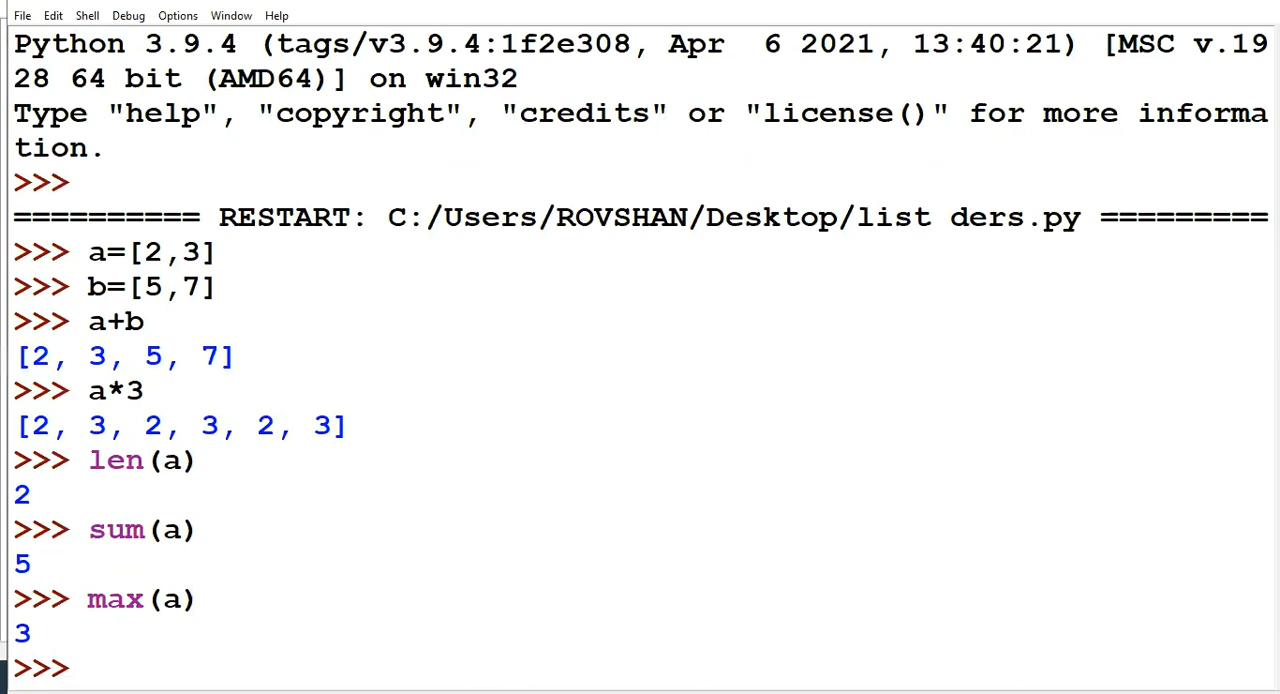 File Edit Shell Debug Options Window Help
Python 3.9.4 (tags/v3.9.4:1f2e308, Apr  6 2021, 13:40:21) [MSC v.19
28 64 bit (AMD64)] on win32
Type "help", "copyright", "credits" or "license()" for more informa
tion.
>>>
========== RESTART: C:/Users/ROVSHAN/Desktop/list ders.py =========
>>> a=[2,3]
>>> b=[5,7]
>>> a+b
[2, 3, 5, 7]
>>> a*3
[2, 3, 2, 3, 2, 3]
>>> len(a)
2
>>> sum(a)
5
>>> max(a)
3
>>>